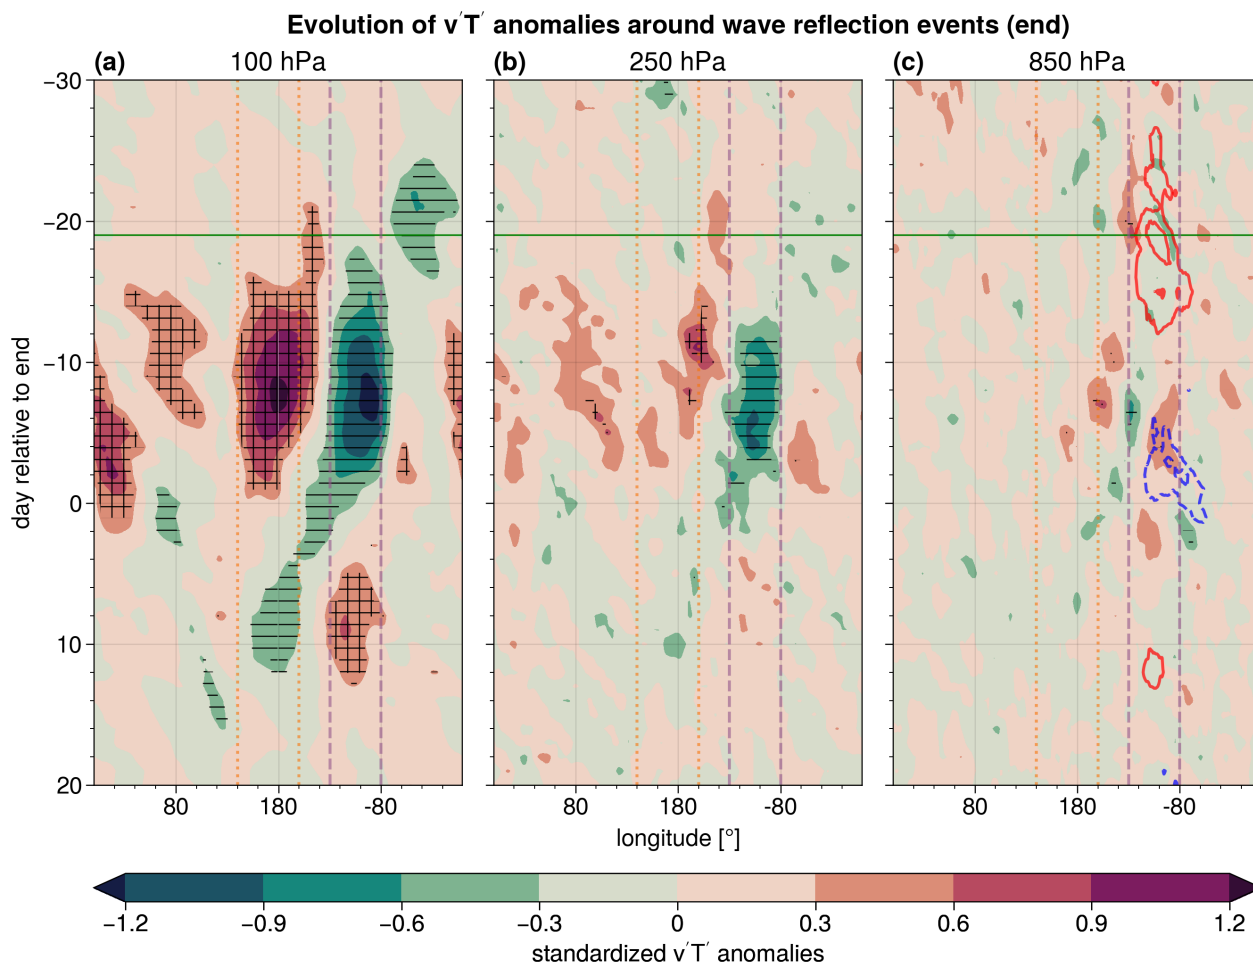 Evolution of v′T′ anomalies around wave reflection events (end)
(a) 100 hPa
(b) 250 hPa
(c) 850 hPa
−30
−20
−10
0
10
20
day relative to end
80 180 -80
80 180 -80
80 180 -80
longitude [°]
−1.2 −0.9 −0.6 −0.3 0 0.3 0.6 0.9 1.2
standardized v′T′ anomalies